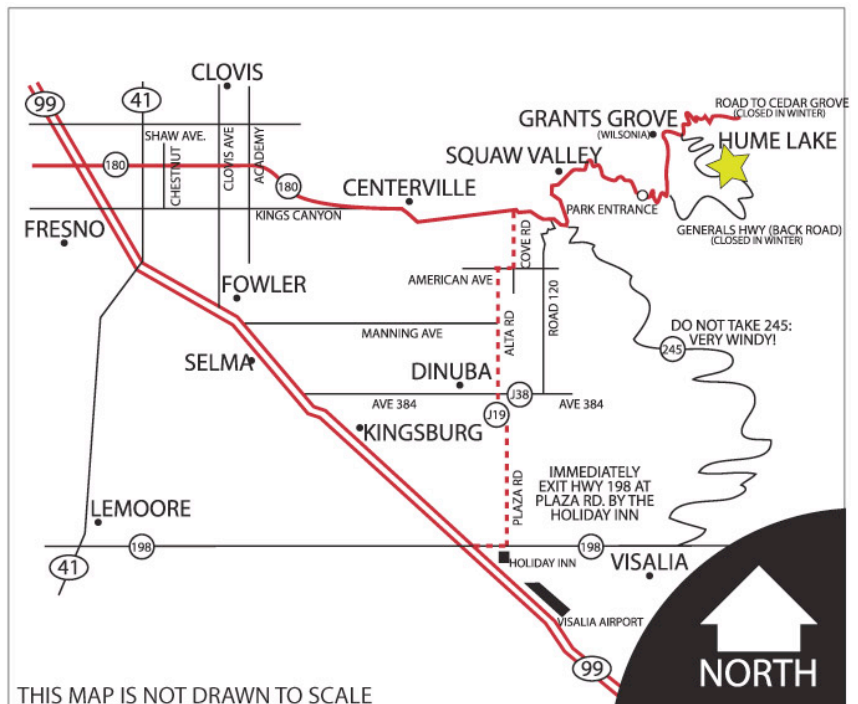 CLOVIS
99
41
ROAD TO CEDAR GROVE
(CLOSED IN WINTER)
GRANTS GROVE
(WILSONIA)
SHAW AVE.
HUME LAKE
CHESTNUT
CLOVIS AVE
ACADEMY
SQUAW VALLEY
180
180
CENTERVILLE
PARK ENTRANCE
KINGS CANYON
FRESNO
COVE RD
GENERALS HWY (BACK ROAD)
(CLOSED IN WINTER)
AMERICAN AVE
FOWLER
ALTA RD
ROAD 120
MANNING AVE
DO NOT TAKE 245:
VERY WINDY!
245
SELMA
DINUBA
J38
AVE 384
AVE 384
J19
KINGSBURG
IMMEDIATELY
EXIT HWY 198 AT
PLAZA RD. BY THE
HOLIDAY INN
PLAZA RD
LEMOORE
198
198
41
HOLIDAY INN
VISALIA
VISALIA AIRPORT
99
NORTH
THIS MAP IS NOT DRAWN TO SCALE